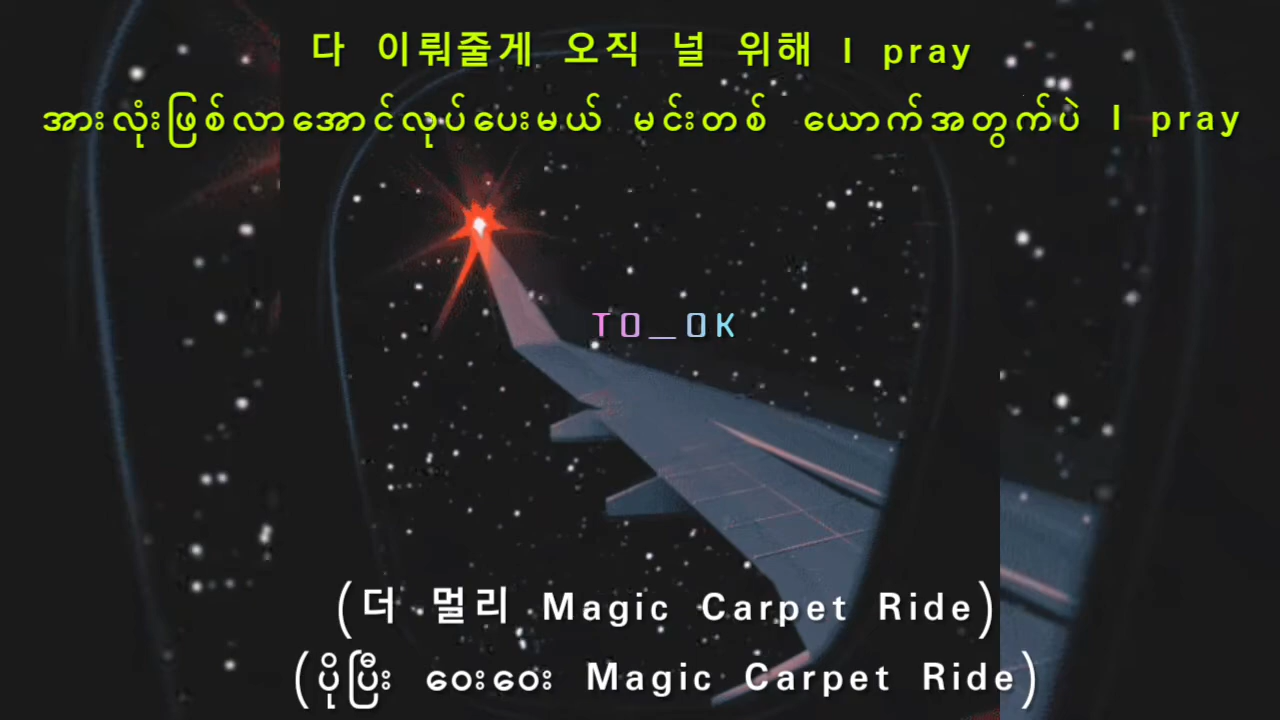 다 이뤄줄게 오직 널 위해 I pray
အားလုံးဖြစ်လာအောင်လုပ်ပေးမယ် မင်းတစ် ယောက်အတွက်ပဲ I pray
TO_OK
(더 멀리 Magic Carpet Ride)
(ပိုပြီး ဝေးဝေး Magic Carpet Ride)